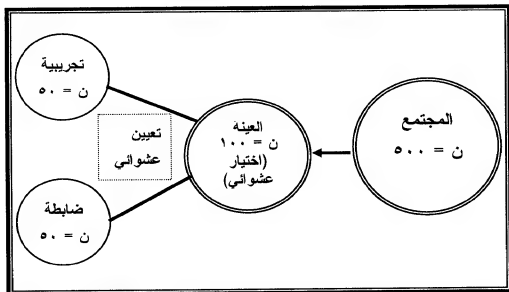 المجتمع
ن = ٥٠٠
العينة
ن = ١٠٠
(اختيار
عشوائي)
تعيين
عشوائي
تجريبية
ن = ٥٠
ضابطة
ن = ٥٠